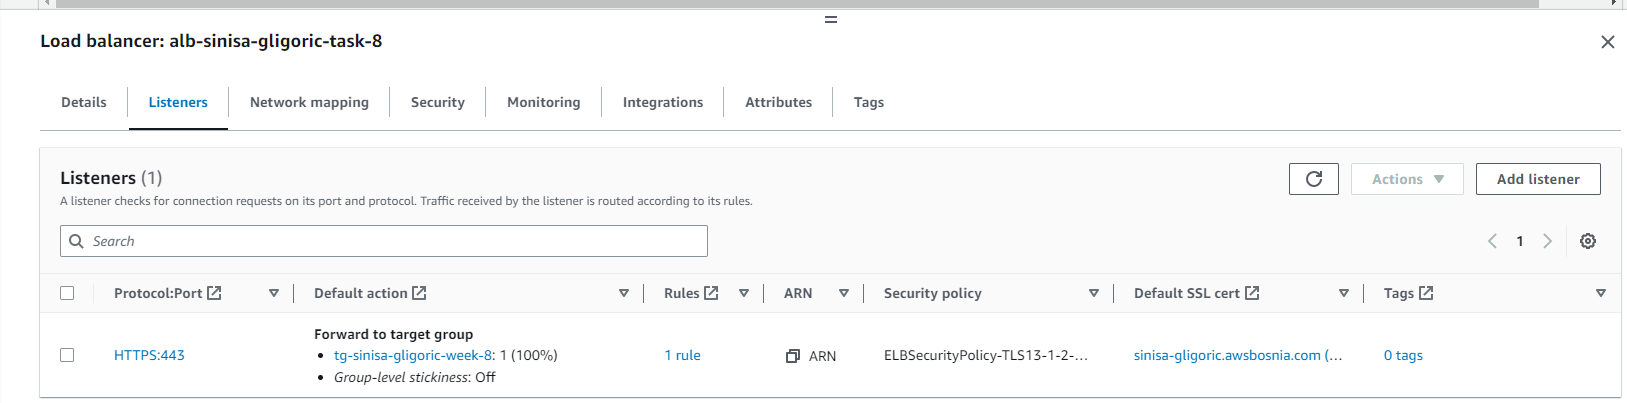 Load balancer: alb-sinisa-gligoric-task-8
Details Listeners Network mapping Security Monitoring Integrations Attributes Tags
Listeners (1)
Actions Add listener
A listener checks for connection requests on its port and protocol. Traffic received by the listener is routed according to its rules.
Search
1
Protocol:Port Default action Rules ARN Security policy Default SSL cert Tags
Forward to target group
HTTPS:443 • tg-sinisa-gligoric-week-8: 1 (100%) 1 rule ARN ELBSecurityPolicy-TLS13-1-2-... sinisa-gligoric.awsbosnia.com (... 0 tags
• Group-level stickiness: Off